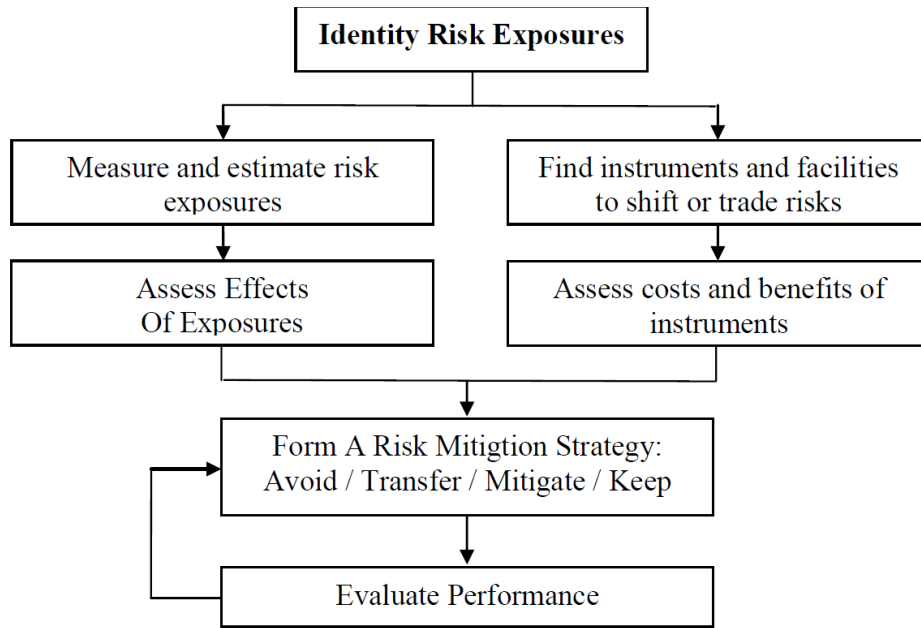 Identity Risk Exposures
Measure and estimate risk
exposures
Find instruments and facilities
to shift or trade risks
Assess Effects
Of Exposures
Assess costs and benefits of
instruments
Form A Risk Mitigtion Strategy:
Avoid / Transfer / Mitigate / Keep
Evaluate Performance